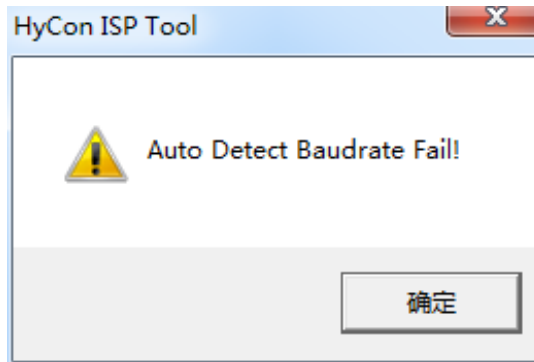 HyCon ISP Tool
Auto Detect Baudrate Fail!
确定